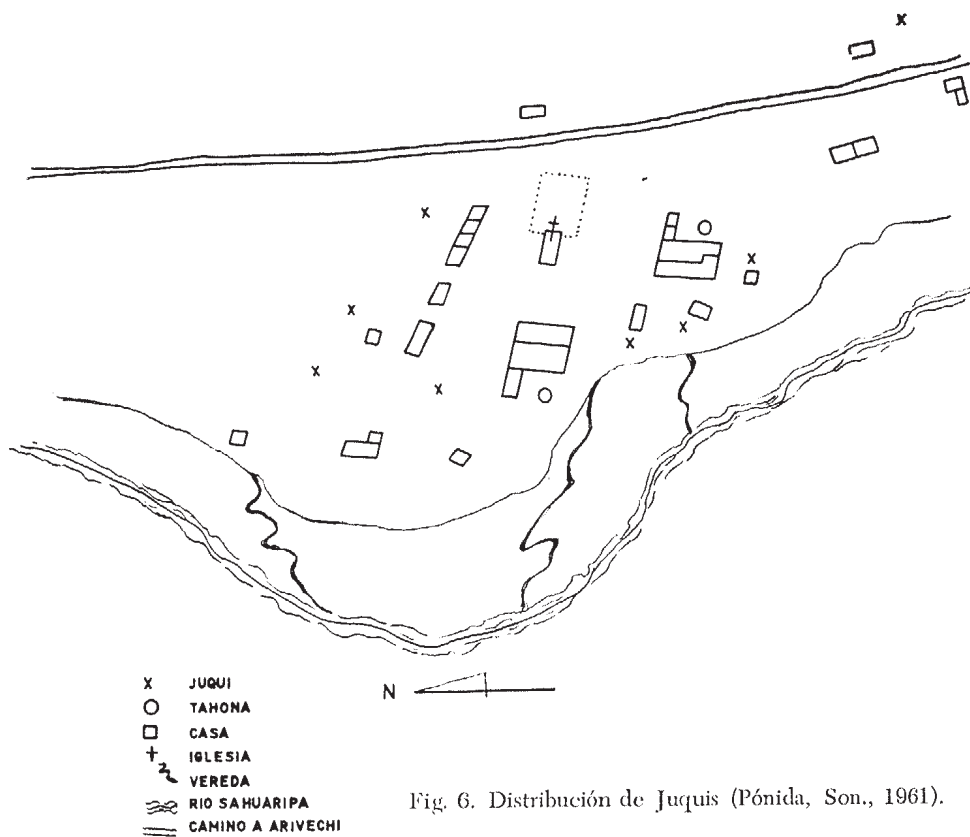 N
X JUQUI
TAHONA
CASA
IGLESIA
VEREDA
RIO SAHUARIPA
CAMINO A ARIVECHI
Fig. 6. Distribución de Juquis (Pónida, Son., 1961).